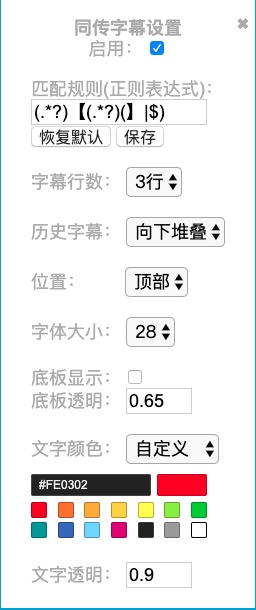 同传字幕设置
启用：
匹配规则(正则表达式)：
(.*?)【(.*?)(】|$)
恢复默认 保存
字幕行数： 3行
历史字幕： 向下堆叠
位置： 顶部
字体大小： 28
底板显示：
底板透明： 0.65
文字颜色： 自定义
#FE0302
文字透明： 0.9